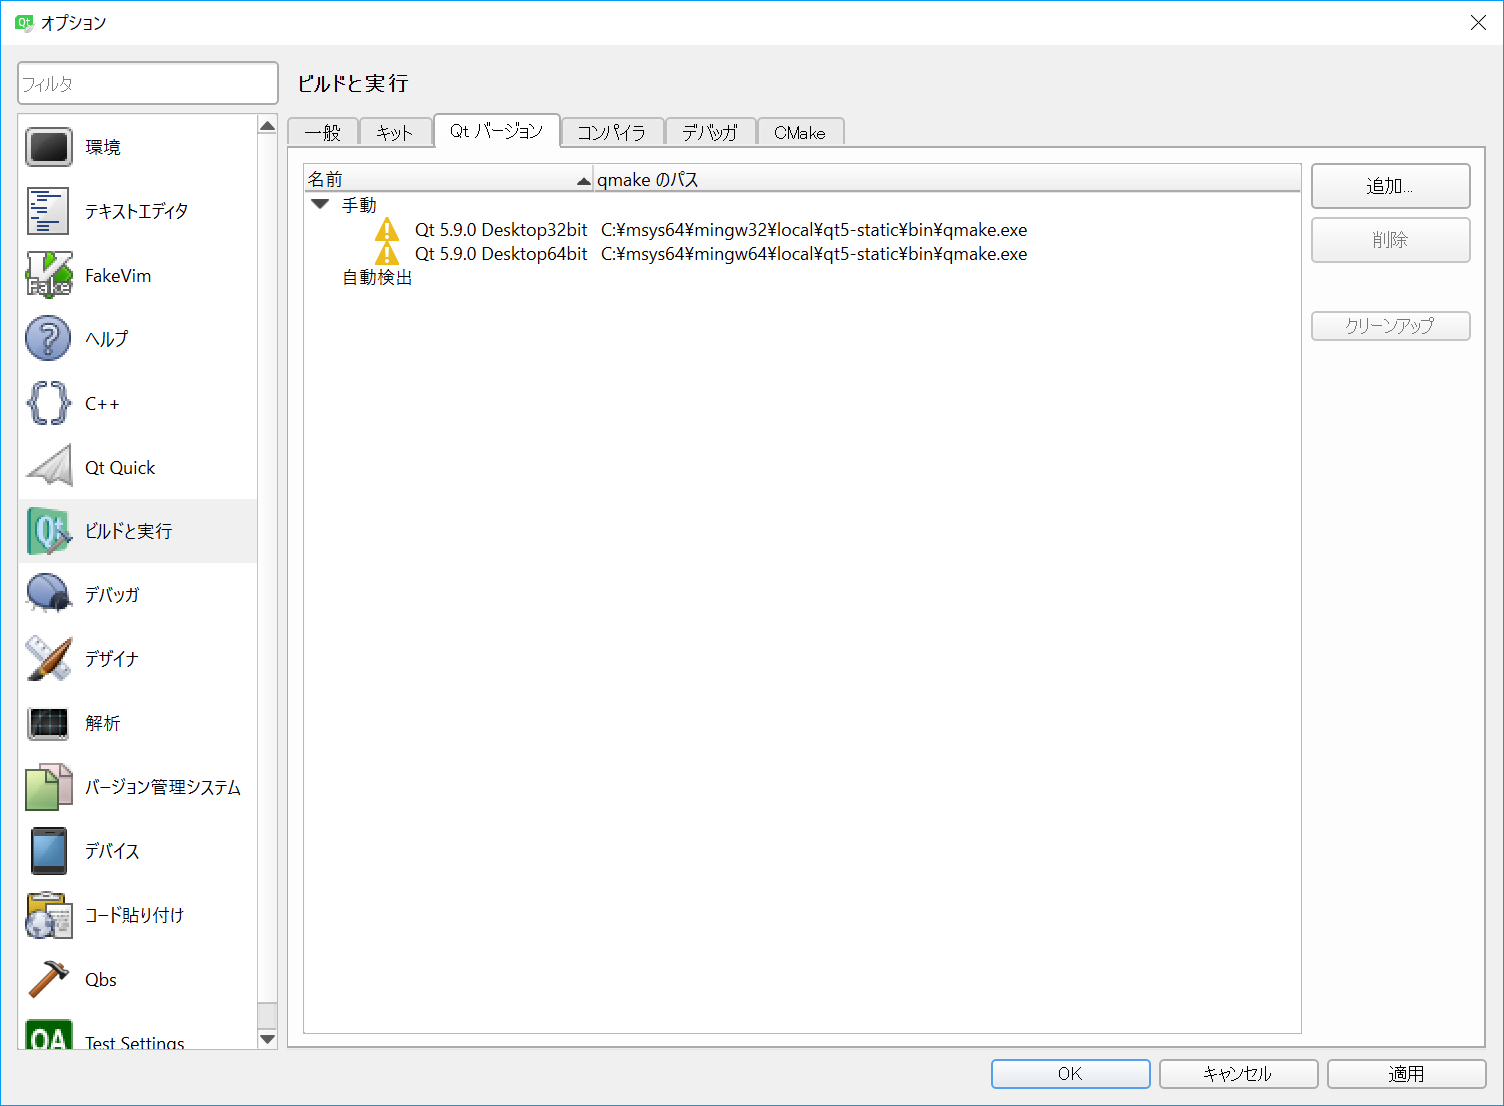 オプション
フィルタ
環境
テキストエディタ
FakeVim
ヘルプ
C++
Qt Quick
ビルドと実行
デバッガ
デザイナ
解析
バージョン管理システム
デバイス
コード貼り付け
Qbs
Test Settings
ビルドと実行
一般 キット Qt バージョン コンパイラ デバッガ CMake
名前 qmake のパス
手動
Qt 5.9.0 Desktop32bit C:¥msys64¥mingw32¥local¥qt5-static¥bin¥qmake.exe
Qt 5.9.0 Desktop64bit C:¥msys64¥mingw64¥local¥qt5-static¥bin¥qmake.exe
自動検出
追加...
削除
クリーンアップ
OK キャンセル 適用